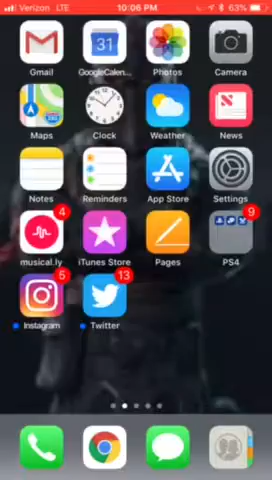 Verizon LTE 10:06 PM 63%
31
Gmail GoogleCalen... Photos Camera
280
Maps Clock Weather News
Notes Reminders App Store Settings
4 9
musical.ly iTunes Store Pages PS4
5 13
Instagram Twitter